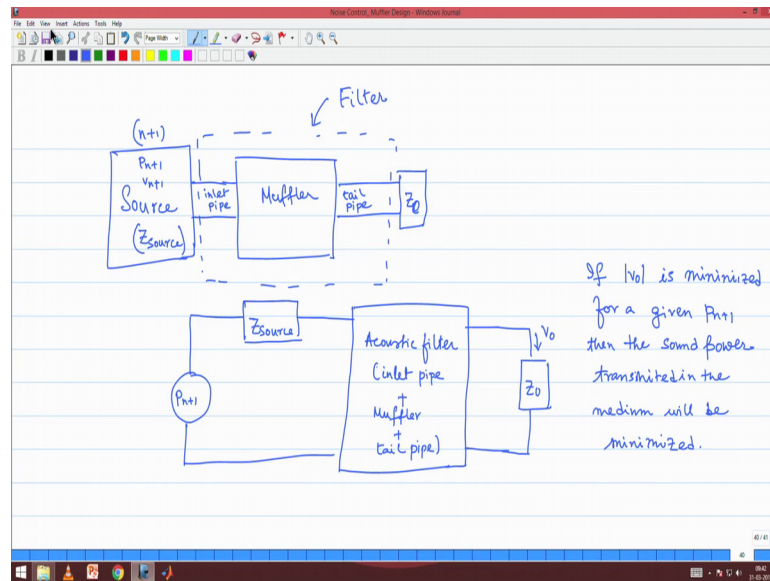 Noise Control_ Muffler Design - Windows Journal
File Edit View Insert Actions Tools Help
Page Width
B I
Filter
(n+1)
Pn+1
vn+1
Source
(Zsource)
inlet
pipe
Muffler
tail
pipe
Z0
Zsource
Pn+1
Acoustic filter
(inlet pipe
+
Muffler
+
tail pipe)
v0
Z0
If |v0| is minimized
for a given Pn+1
then the sound power
transmited in the
medium will be
minimized.
40 / 41
40
09:42